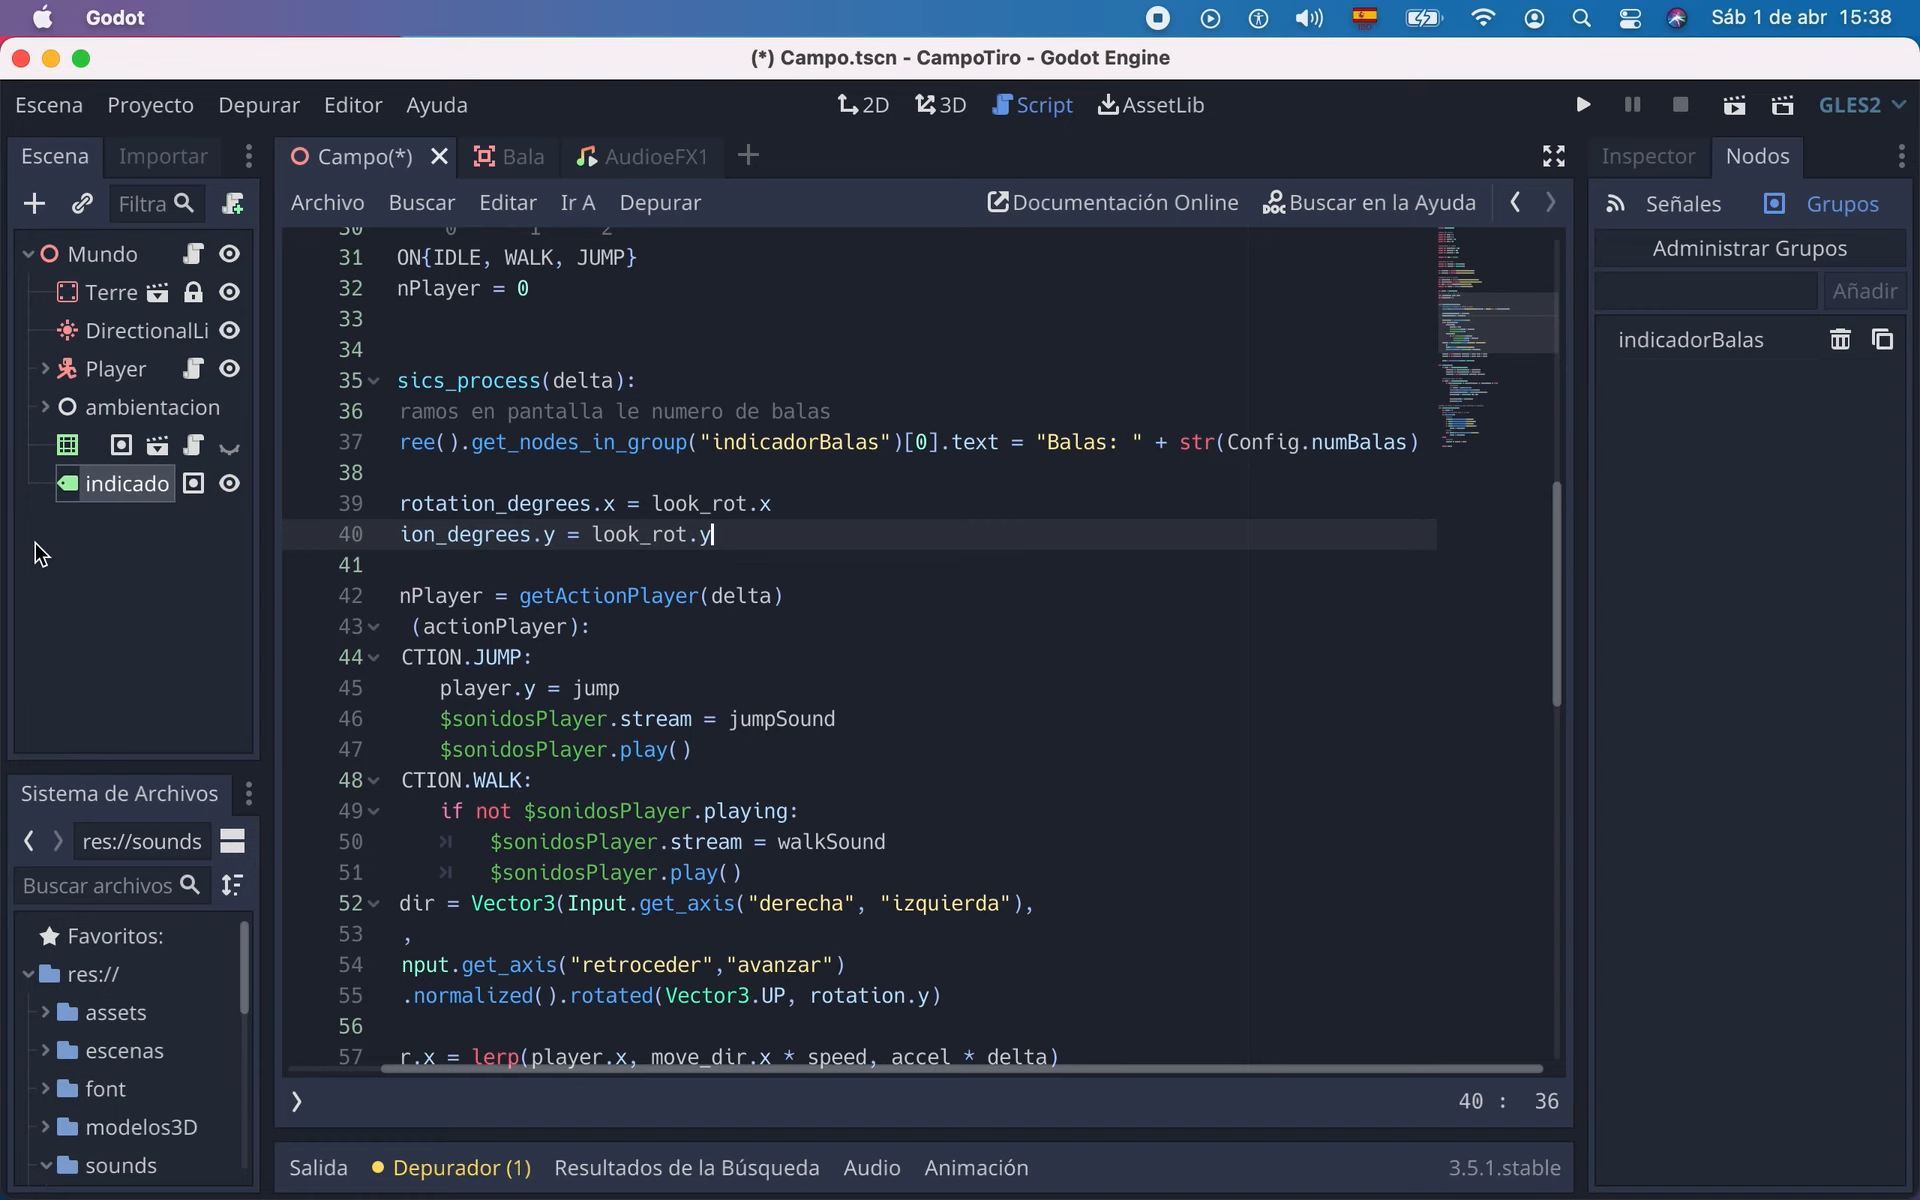 Godot
Sáb 1 de abr 15:38
(*) Campo.tscn - CampoTiro - Godot Engine
Escena Proyecto Depurar Editor Ayuda
2D 3D Script AssetLib
GLES2
Escena Importar
Campo(*) Bala AudioeFX1
Inspector Nodos
Filtra
Archivo Buscar Editar Ir A Depurar
Documentación Online Buscar en la Ayuda
Señales Grupos
Mundo
Terre
DirectionalLi
Player
ambientacion
indicado
30 0 1 2
31 ON{IDLE, WALK, JUMP}
32 nPlayer = 0
33
34
35 sics_process(delta):
36 ramos en pantalla le numero de balas
37 ree().get_nodes_in_group("indicadorBalas")[0].text = "Balas: " + str(Config.numBalas)
38
39 rotation_degrees.x = look_rot.x
40 ion_degrees.y = look_rot.y
41
42 nPlayer = getActionPlayer(delta)
43 (actionPlayer):
44 CTION.JUMP:
45 player.y = jump
46 $sonidosPlayer.stream = jumpSound
47 $sonidosPlayer.play()
48 CTION.WALK:
49 if not $sonidosPlayer.playing:
50 $sonidosPlayer.stream = walkSound
51 $sonidosPlayer.play()
52 dir = Vector3(Input.get_axis("derecha", "izquierda"),
53 ,
54 nput.get_axis("retroceder","avanzar")
55 .normalized().rotated(Vector3.UP, rotation.y)
56
57 r.x = lerp(player.x, move_dir.x * speed, accel * delta)
40 : 36
Administrar Grupos
Añadir
indicadorBalas
Sistema de Archivos
res://sounds
Buscar archivos
Favoritos:
res://
assets
escenas
font
modelos3D
sounds
Salida Depurador (1) Resultados de la Búsqueda Audio Animación
3.5.1.stable